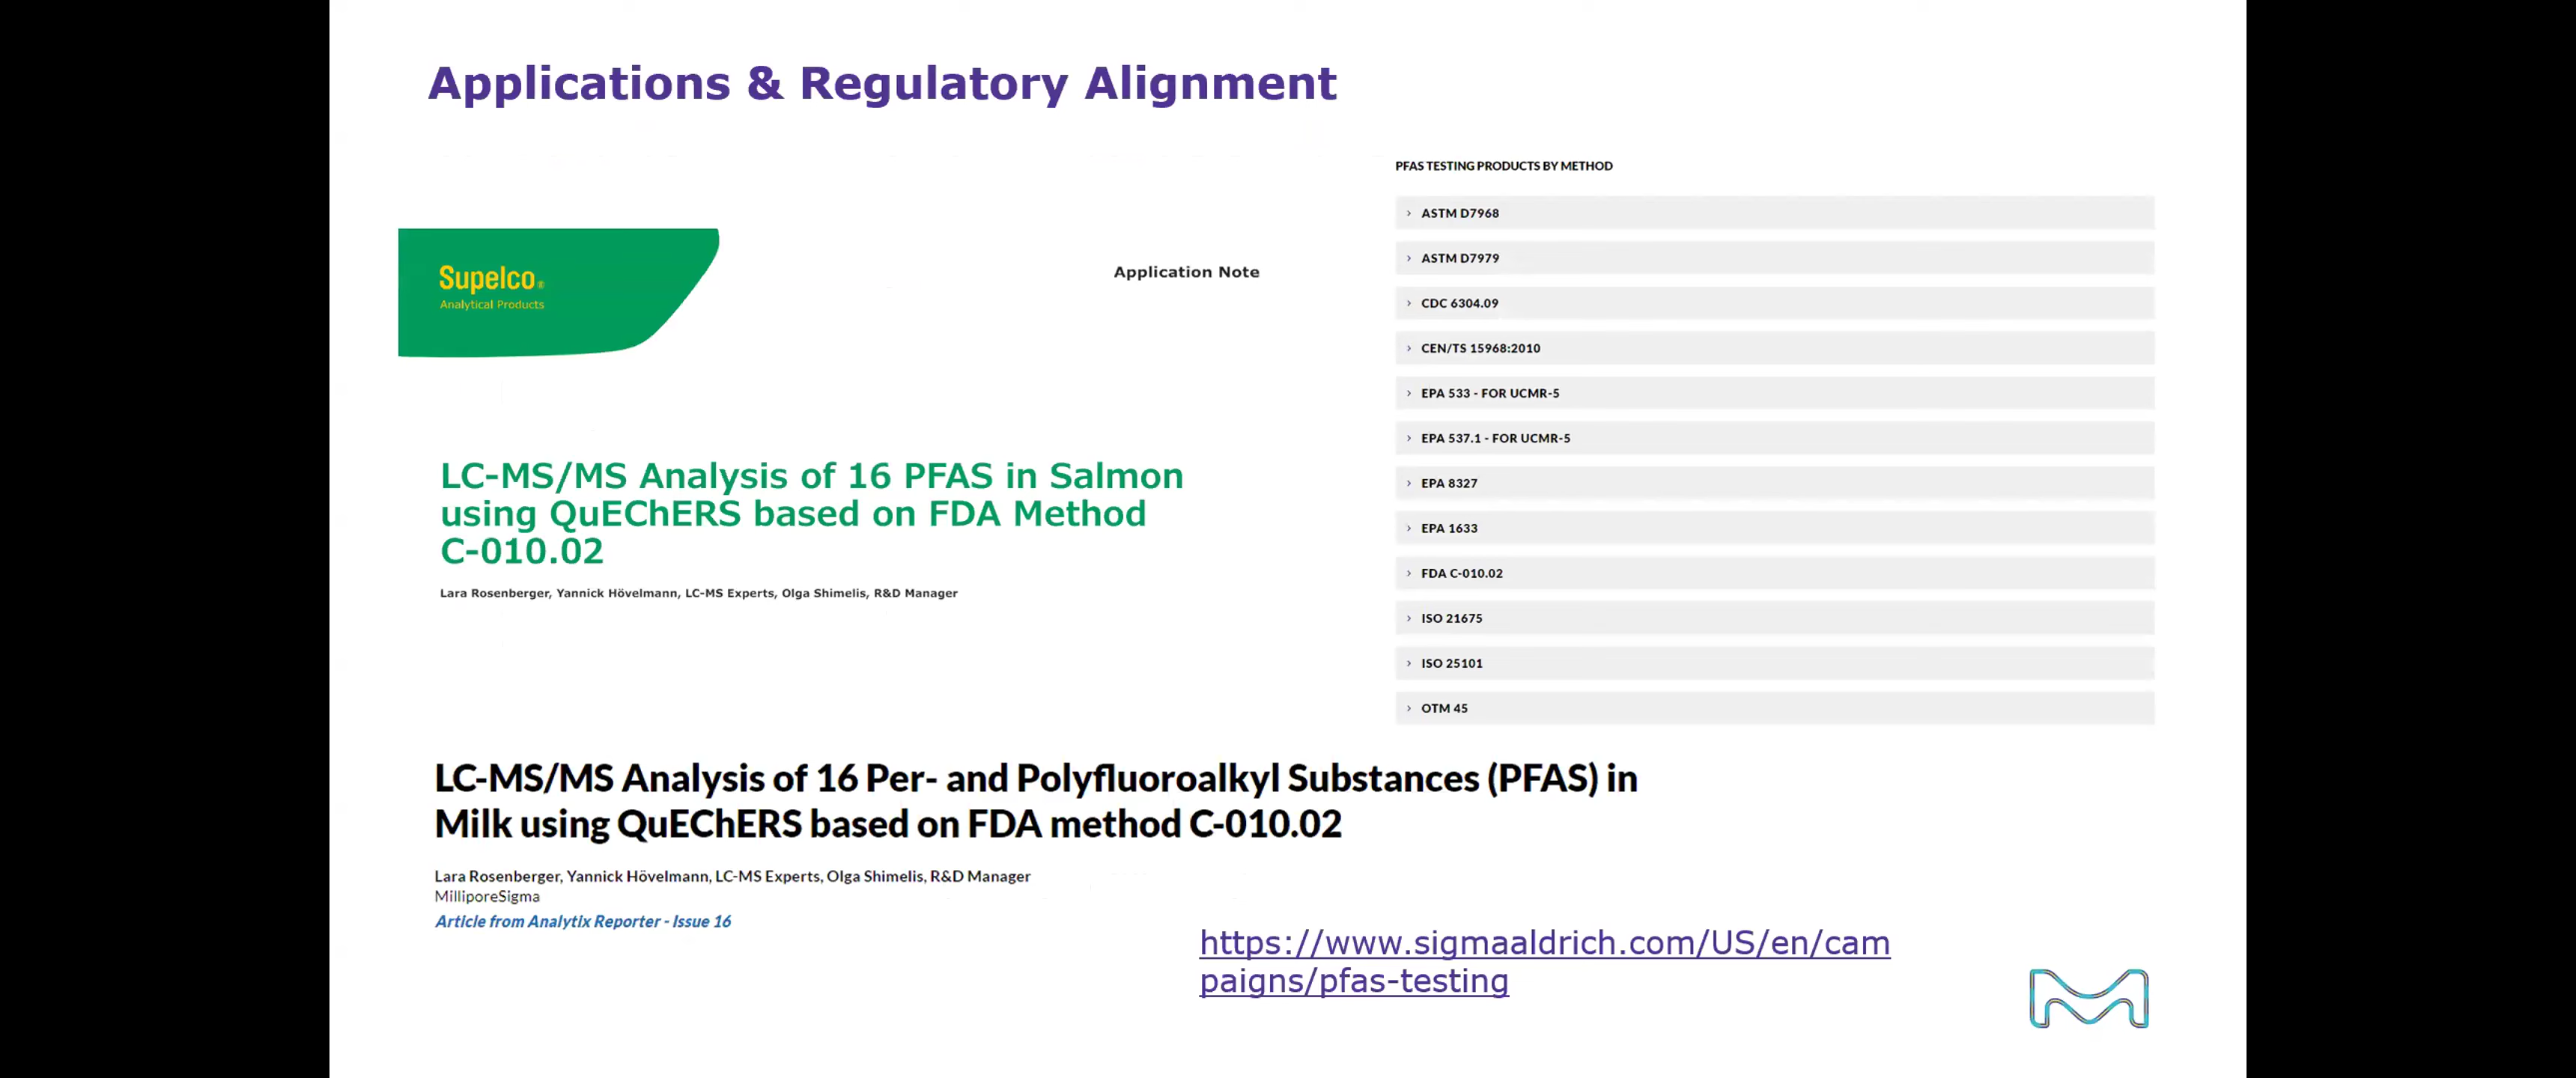 Applications & Regulatory Alignment
Supelco®
Analytical Products
Application Note
LC-MS/MS Analysis of 16 PFAS in Salmon
using QuEChERS based on FDA Method
C-010.02
Lara Rosenberger, Yannick Hövelmann, LC-MS Experts, Olga Shimelis, R&D Manager
PFAS TESTING PRODUCTS BY METHOD
› ASTM D7968
› ASTM D7979
› CDC 6304.09
› CEN/TS 15968:2010
› EPA 533 - FOR UCMR-5
› EPA 537.1 - FOR UCMR-5
› EPA 8327
› EPA 1633
› FDA C-010.02
› ISO 21675
› ISO 25101
› OTM 45
LC-MS/MS Analysis of 16 Per- and Polyfluoroalkyl Substances (PFAS) in
Milk using QuEChERS based on FDA method C-010.02
Lara Rosenberger, Yannick Hövelmann, LC-MS Experts, Olga Shimelis, R&D Manager
MilliporeSigma
Article from Analytix Reporter - Issue 16
https://www.sigmaaldrich.com/US/en/cam
paigns/pfas-testing